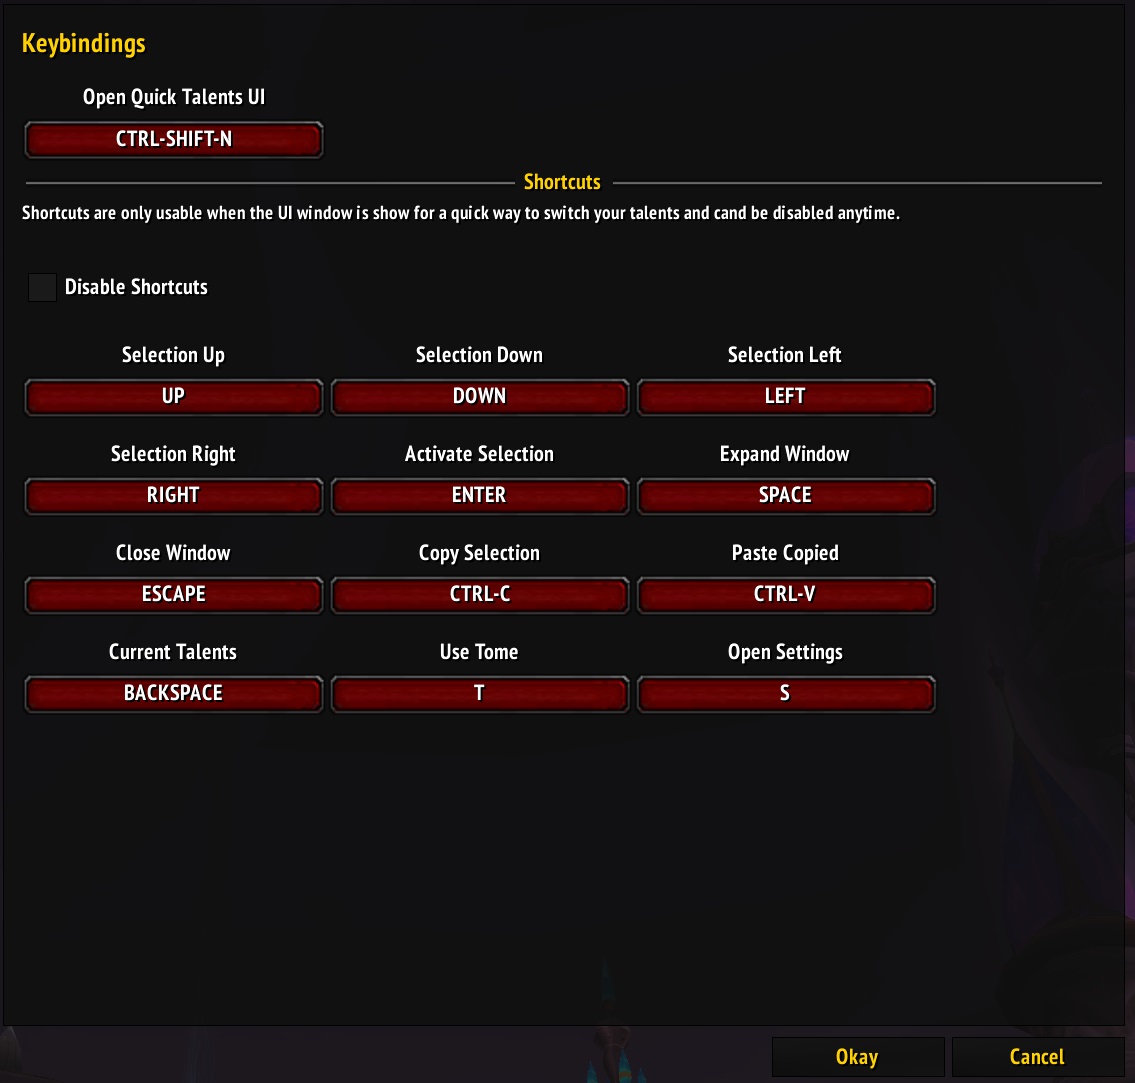 Keybindings
Open Quick Talents UI
CTRL-SHIFT-N
Shortcuts
Shortcuts are only usable when the UI window is show for a quick way to switch your talents and cand be disabled anytime.
Disable Shortcuts
Selection Up Selection Down Selection Left
UP DOWN LEFT
Selection Right Activate Selection Expand Window
RIGHT ENTER SPACE
Close Window Copy Selection Paste Copied
ESCAPE CTRL-C CTRL-V
Current Talents Use Tome Open Settings
BACKSPACE T S
Okay Cancel